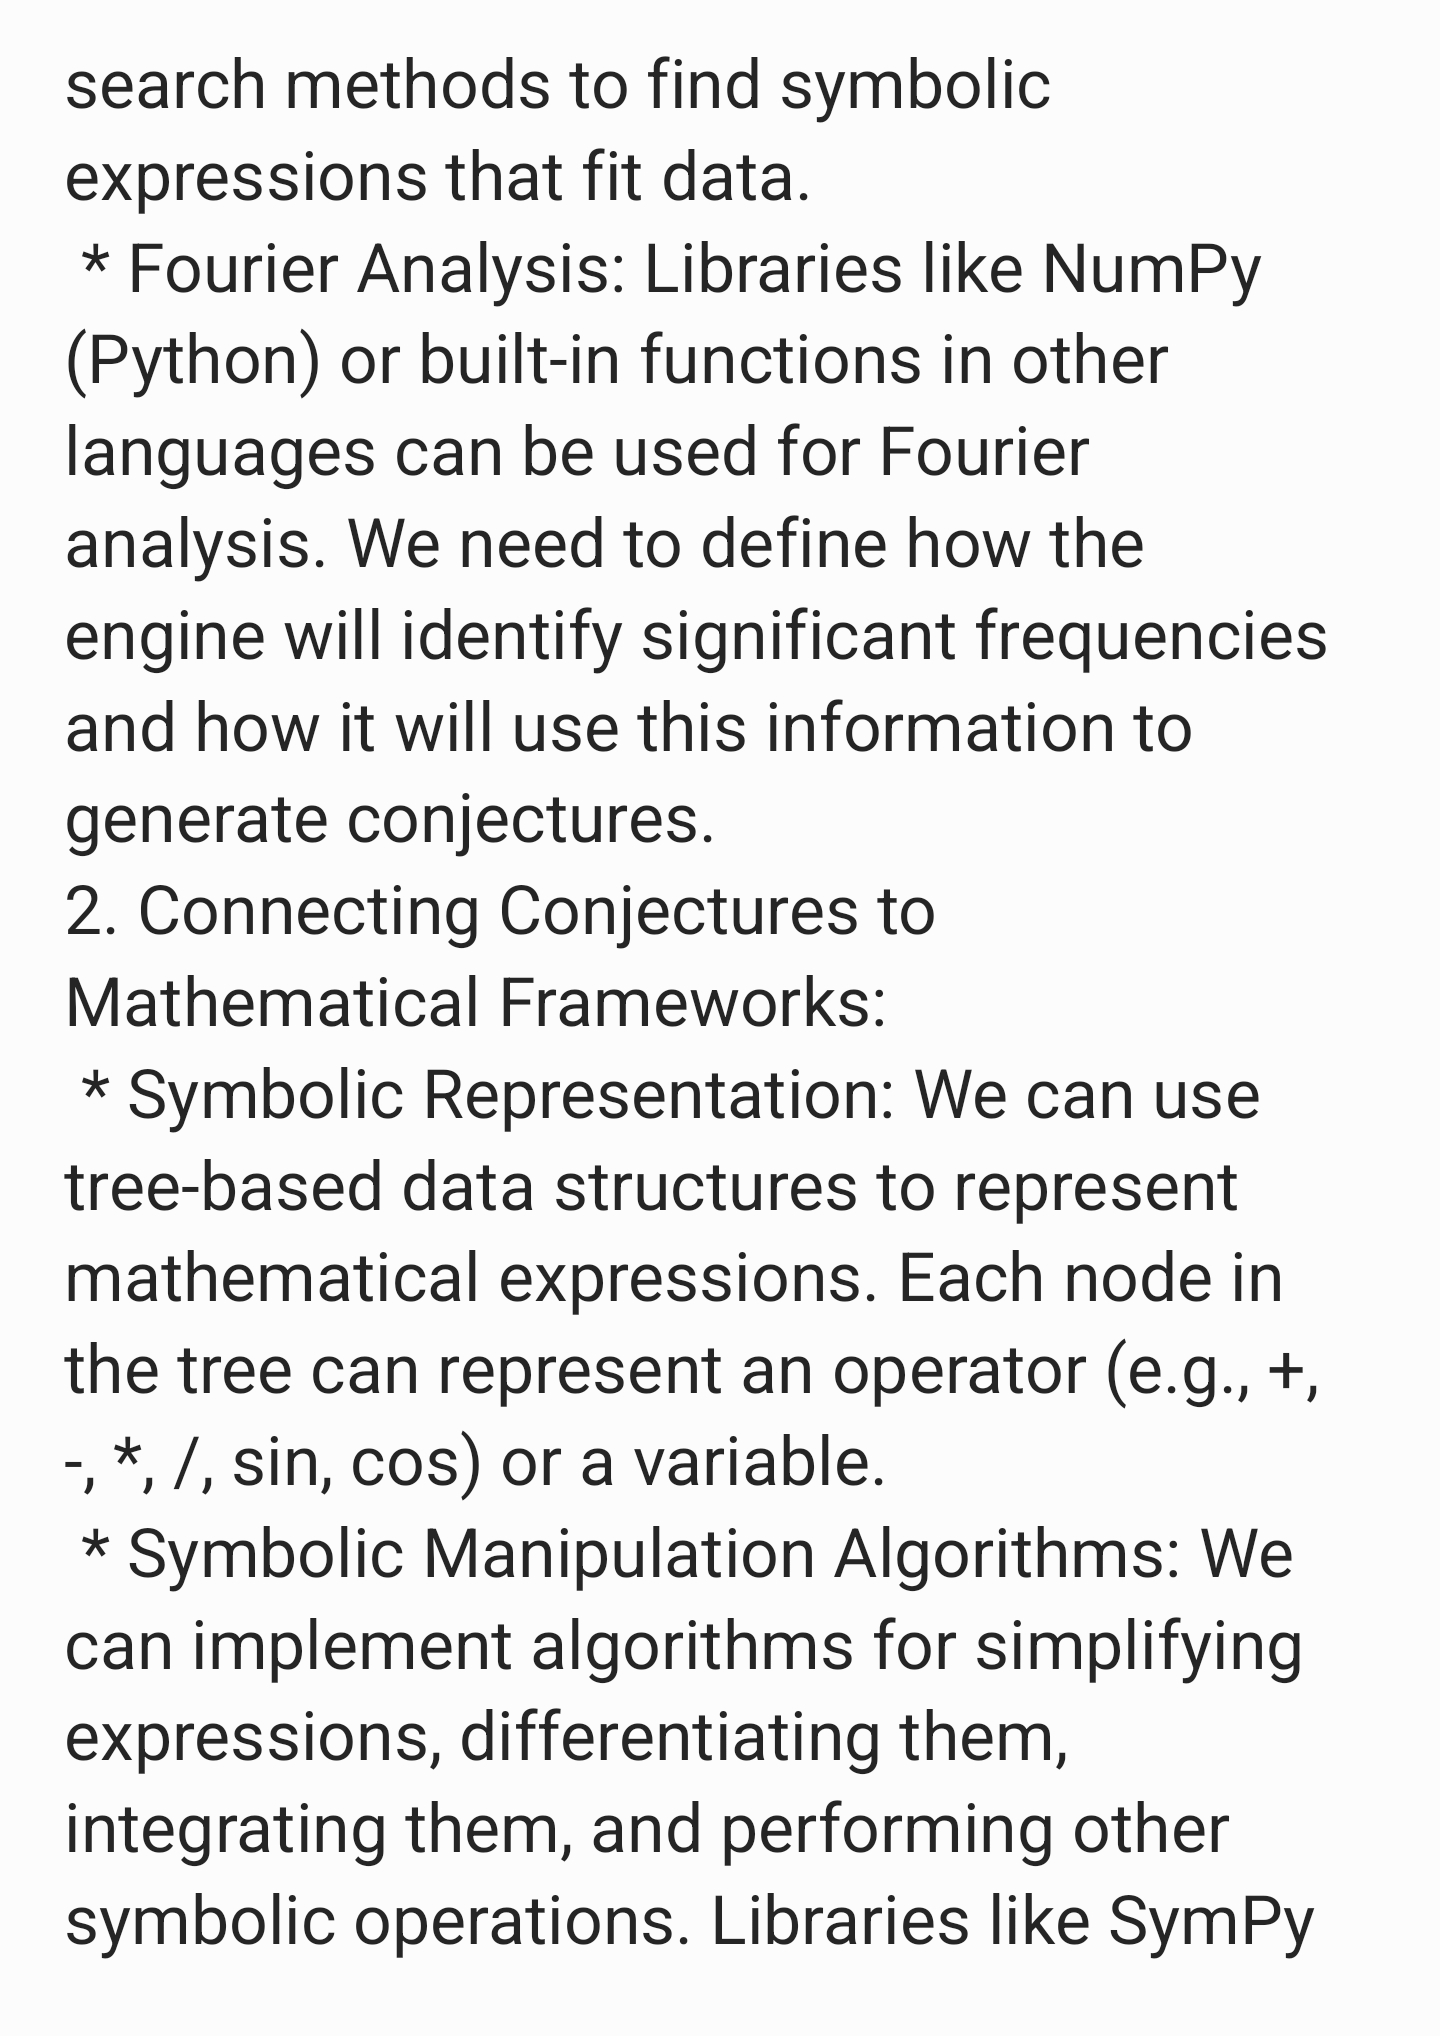 search methods to find symbolic
expressions that fit data.
* Fourier Analysis: Libraries like NumPy
(Python) or built-in functions in other
languages can be used for Fourier
analysis. We need to define how the
engine will identify significant frequencies
and how it will use this information to
generate conjectures.
2. Connecting Conjectures to
Mathematical Frameworks:
* Symbolic Representation: We can use
tree-based data structures to represent
mathematical expressions. Each node in
the tree can represent an operator (e.g., +,
-, *, /, sin, cos) or a variable.
* Symbolic Manipulation Algorithms: We
can implement algorithms for simplifying
expressions, differentiating them,
integrating them, and performing other
symbolic operations. Libraries like SymPy